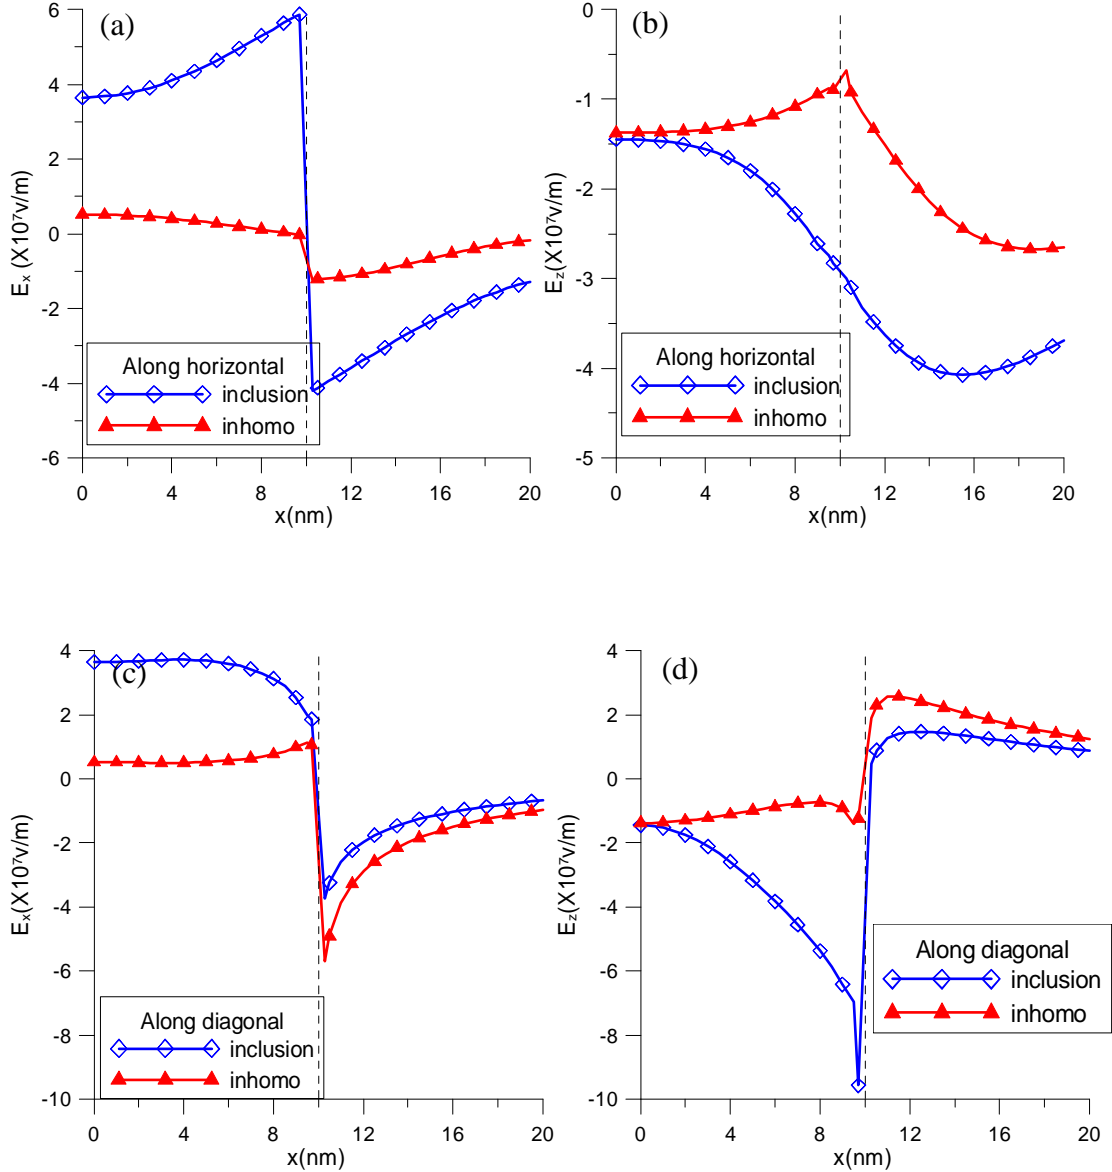 (a)
6
4
2
0
-2
-4
-6
Eₓ (X10⁷v/m)
Along horizontal
inclusion
inhomo
0 4 8 12 16 20
x(nm)
(b)
0
-1
-2
-3
-4
-5
E_z(X10⁷v/m)
Along horizontal
inclusion
inhomo
0 4 8 12 16 20
x(nm)
(c)
4
2
0
-2
-4
-6
-8
-10
Eₓ(X10⁷v/m)
Along diagonal
inclusion
inhomo
0 4 8 12 16 20
x(nm)
(d)
4
2
0
-2
-4
-6
-8
-10
E_z(X10⁷v/m)
Along diagonal
inclusion
inhomo
0 4 8 12 16 20
x(nm)